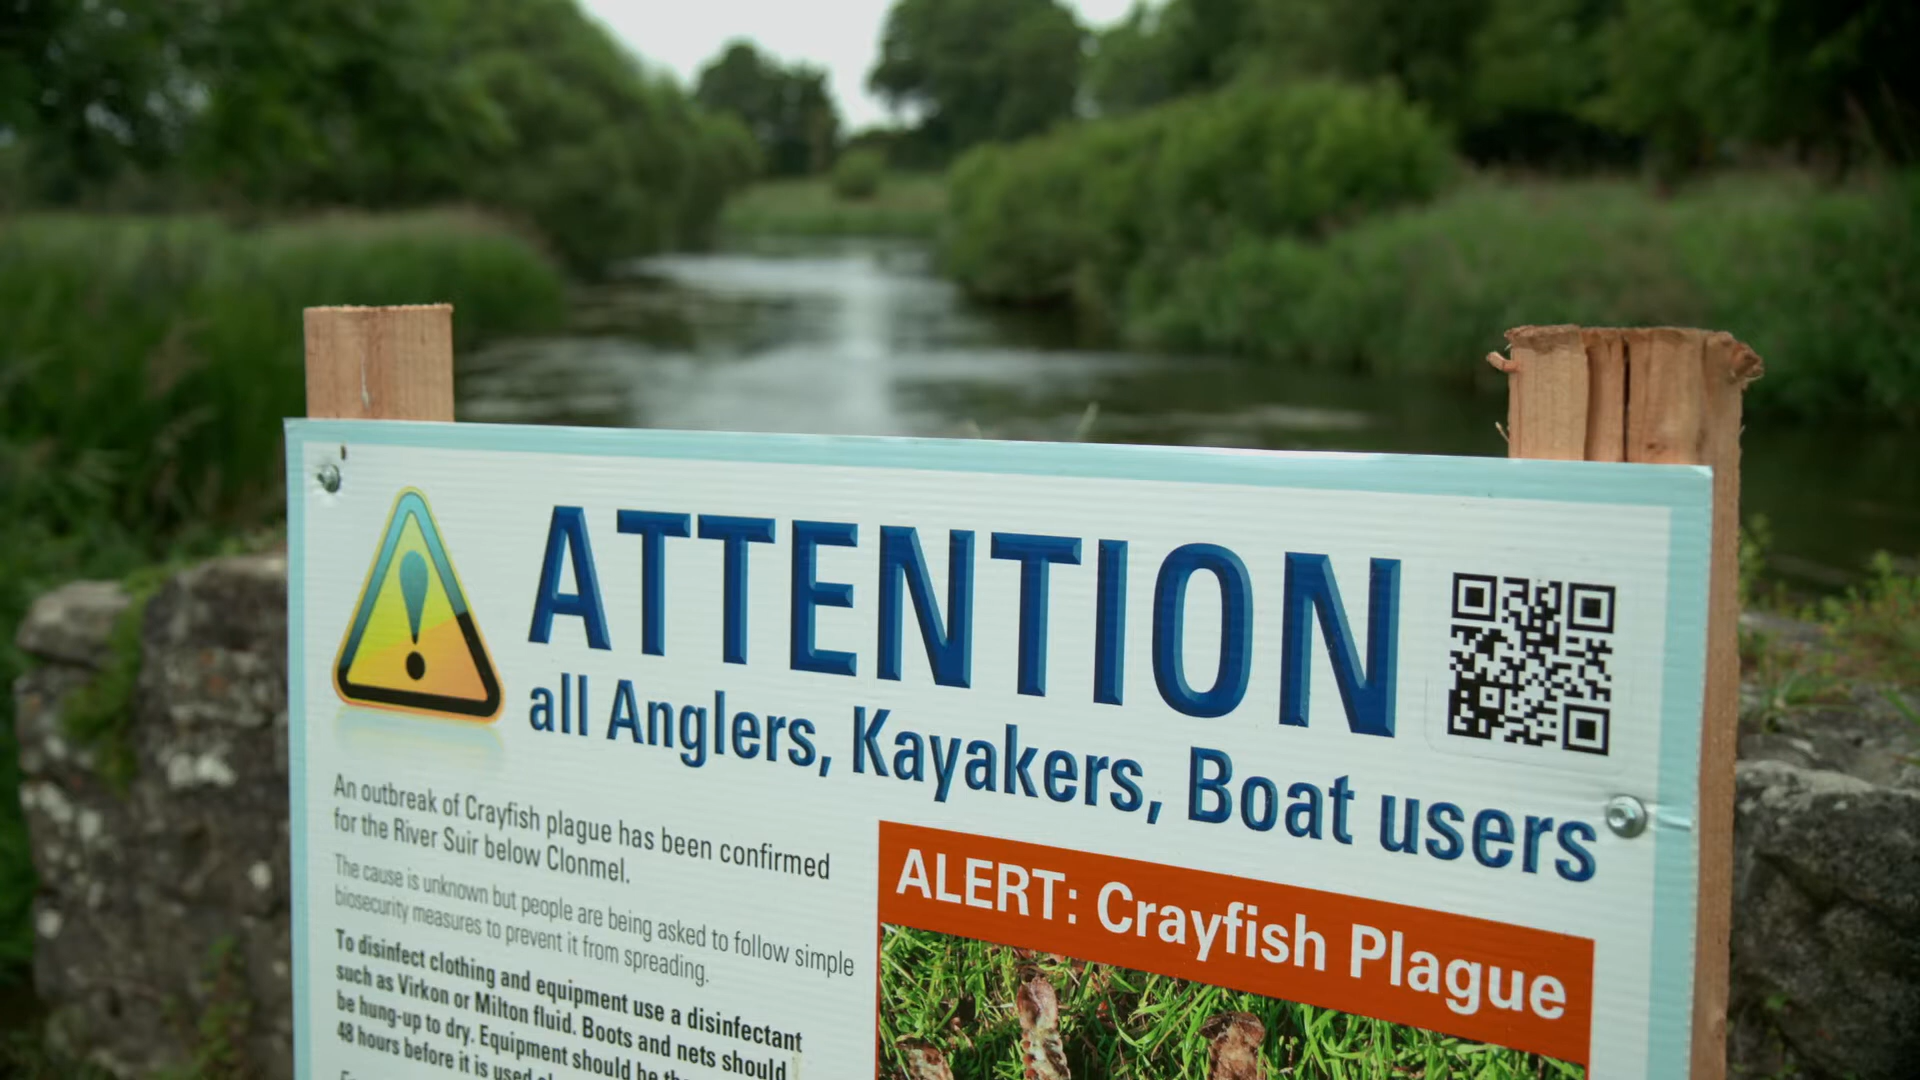 ATTENTION
all Anglers, Kayakers, Boat users
An outbreak of Crayfish plague has been confirmed
for the River Suir below Clonmel.
The cause is unknown but people are being asked to follow simple
biosecurity measures to prevent it from spreading.
To disinfect clothing and equipment use a disinfectant
such as Virkon or Milton fluid. Boots and nets should
be hung-up to dry. Equipment should be
48 hours before it is used
ALERT: Crayfish Plague